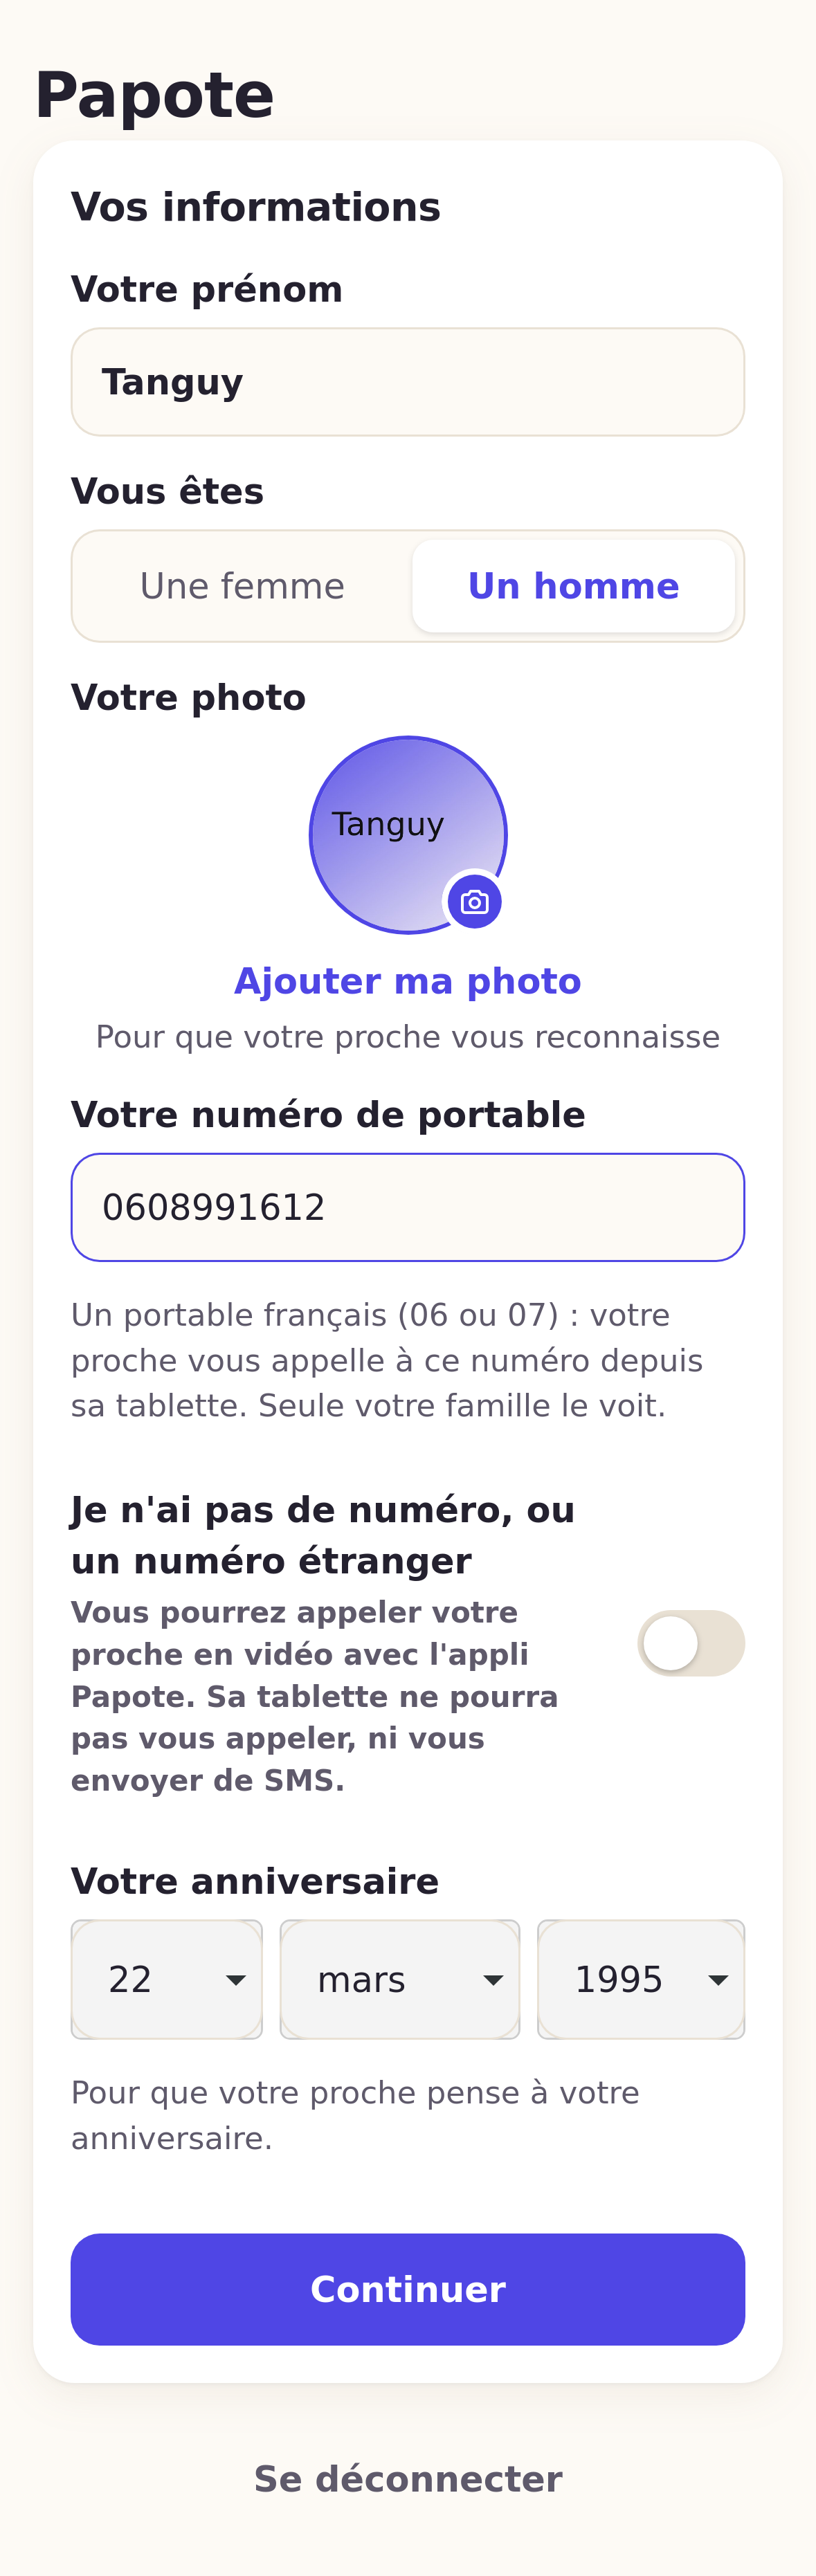 Papote
Vos informations
Votre prénom
Tanguy
Vous êtes
Une femme
Un homme
Votre photo
Tanguy
Ajouter ma photo
Pour que votre proche vous reconnaisse
Votre numéro de portable
0608991612
Un portable français (06 ou 07) : votre
proche vous appelle à ce numéro depuis
sa tablette. Seule votre famille le voit.
Je n'ai pas de numéro, ou
un numéro étranger
Vous pourrez appeler votre
proche en vidéo avec l'appli
Papote. Sa tablette ne pourra
pas vous appeler, ni vous
envoyer de SMS.
Votre anniversaire
22
mars
1995
Pour que votre proche pense à votre
anniversaire.
Continuer
Se déconnecter